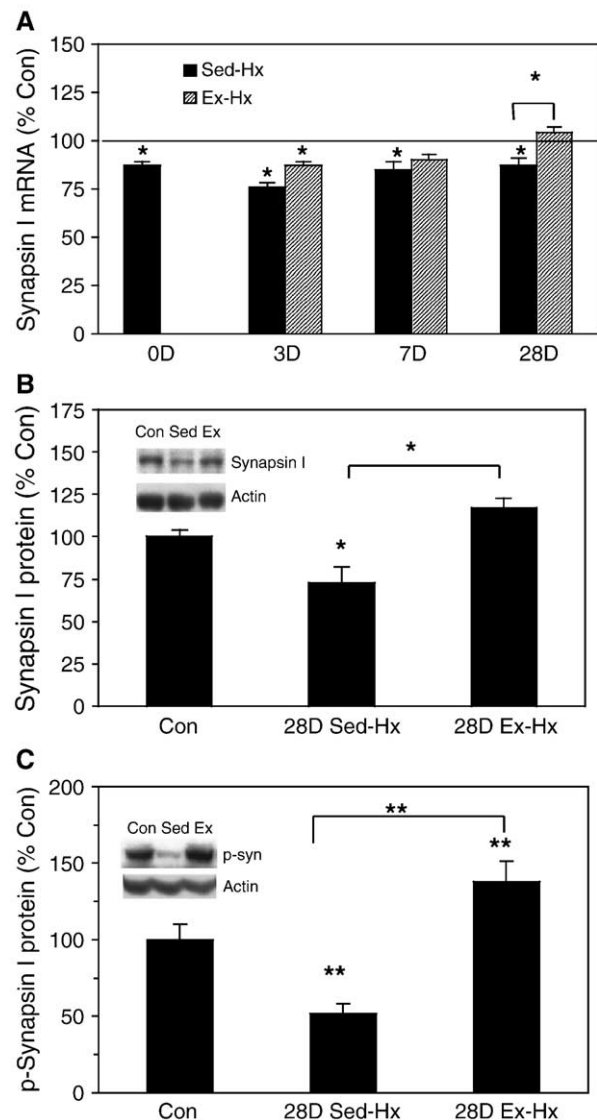 A
Synapsin I mRNA (% Con)
150
125
100
75
50
25
0
Sed-Hx
Ex-Hx
*
*
*
*
*
*
0D 3D 7D 28D
B
Synapsin I protein (% Con)
175
150
125
100
75
50
25
0
Con Sed Ex
Synapsin I
Actin
*
*
Con 28D Sed-Hx 28D Ex-Hx
C
p-Synapsin I protein (% Con)
200
150
100
50
0
Con Sed Ex
p-syn
Actin
**
**
**
Con 28D Sed-Hx 28D Ex-Hx